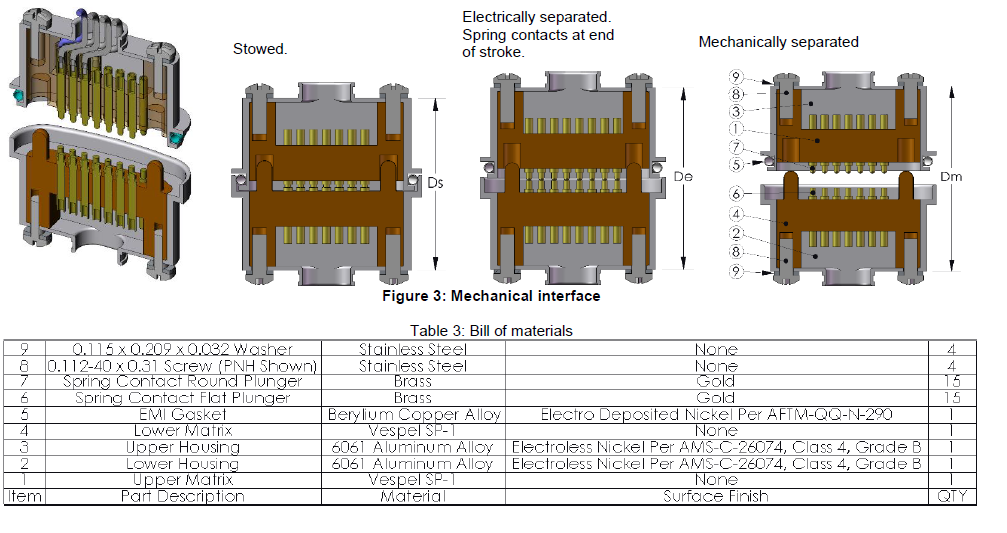 Stowed.
Electrically separated.
Spring contacts at end
of stroke.
Mechanically separated
Ds
De
9
8
3
1
7
5
6
4
2
8
9
Dm
Figure 3: Mechanical interface
Table 3: Bill of materials
9 0.115 x 0.209 x 0.032 Washer Stainless Steel None 4
8 0.112-40 x 0.31 Screw (PNH Shown) Stainless Steel None 4
7 Spring Contact Round Plunger Brass Gold 15
6 Spring Contact Flat Plunger Brass Gold 15
5 EMI Gasket Berylium Copper Alloy Electro Deposited Nickel Per AFTM-QQ-N-290 1
4 Lower Matrix Vespel SP-1 None 1
3 Upper Housing 6061 Aluminum Alloy Electroless Nickel Per AMS-C-26074, Class 4, Grade B 1
2 Lower Housing 6061 Aluminum Alloy Electroless Nickel Per AMS-C-26074, Class 4, Grade B 1
1 Upper Matrix Vespel SP-1 None 1
Item Part Description Material Surface Finish QTY